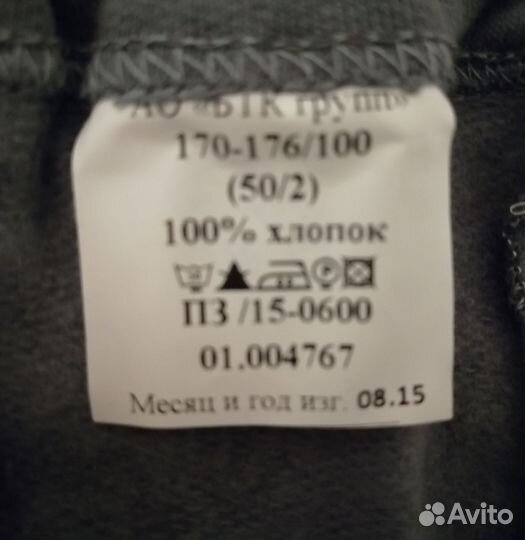 АО «БТК групп»
170-176/100
(50/2)
100% хлопок
ПЗ /15-0600
01.004767
Месяц и год изг. 08.15
Avito